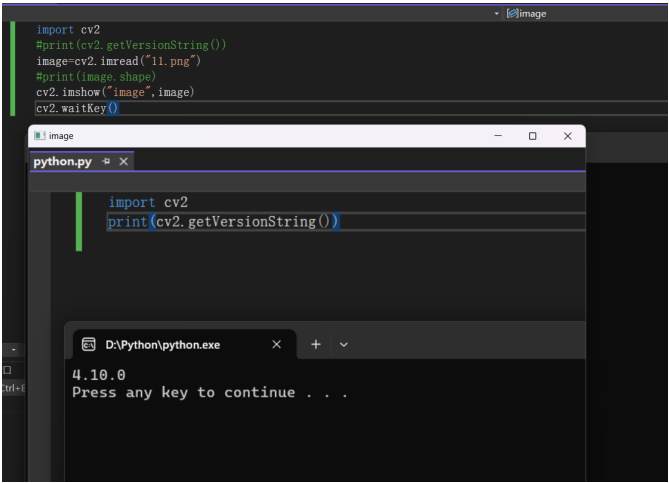 image
import cv2
#print(cv2.getVersionString())
image=cv2.imread("11.png")
#print(image.shape)
cv2.imshow("image",image)
cv2.waitKey()
image
python.py
import cv2
print(cv2.getVersionString())
D:\Python\python.exe
4.10.0
Press any key to continue . . .